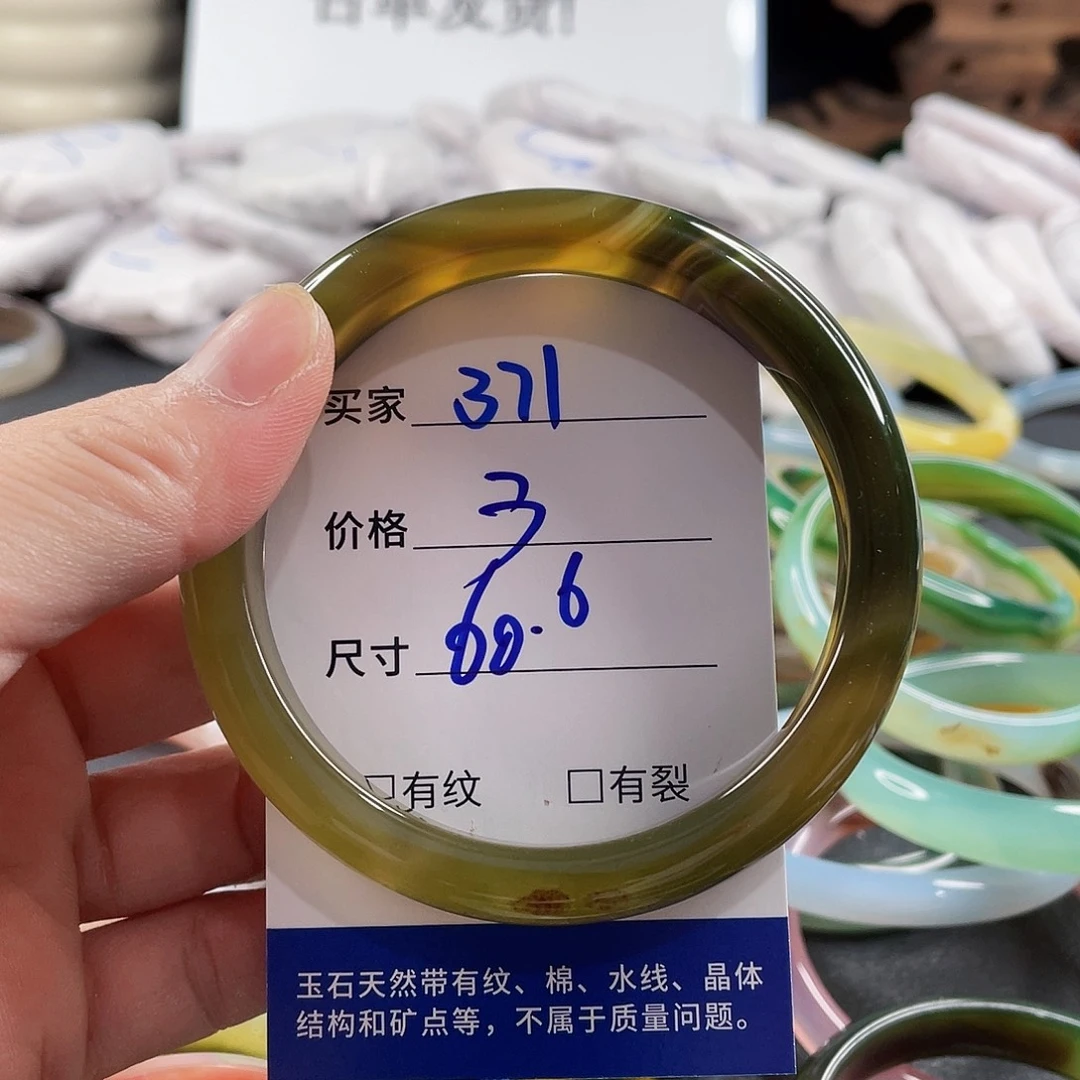 买家 371
价格
尺寸 60.6
□有纹 □有裂
玉石天然带有纹、棉、水线、晶体
结构和矿点等，不属于质量问题。